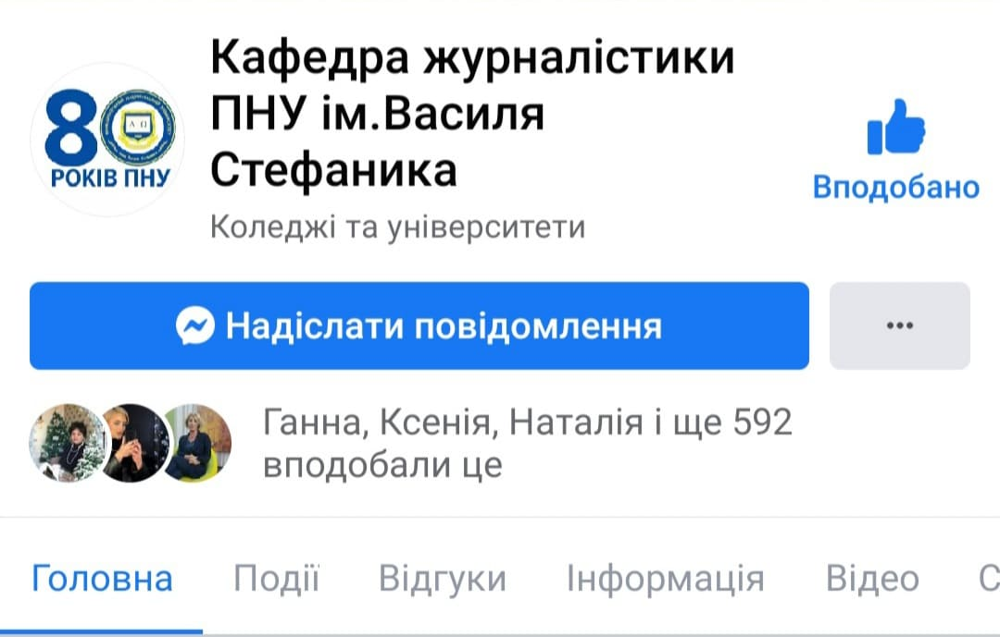 Кафедра журналістики
ПНУ ім.Василя
Стефаника
80
РОКІВ ПНУ
Вподобано
Коледжі та університети
Надіслати повідомлення
Ганна, Ксенія, Наталія і ще 592
вподобали це
Головна Події Відгуки Інформація Відео